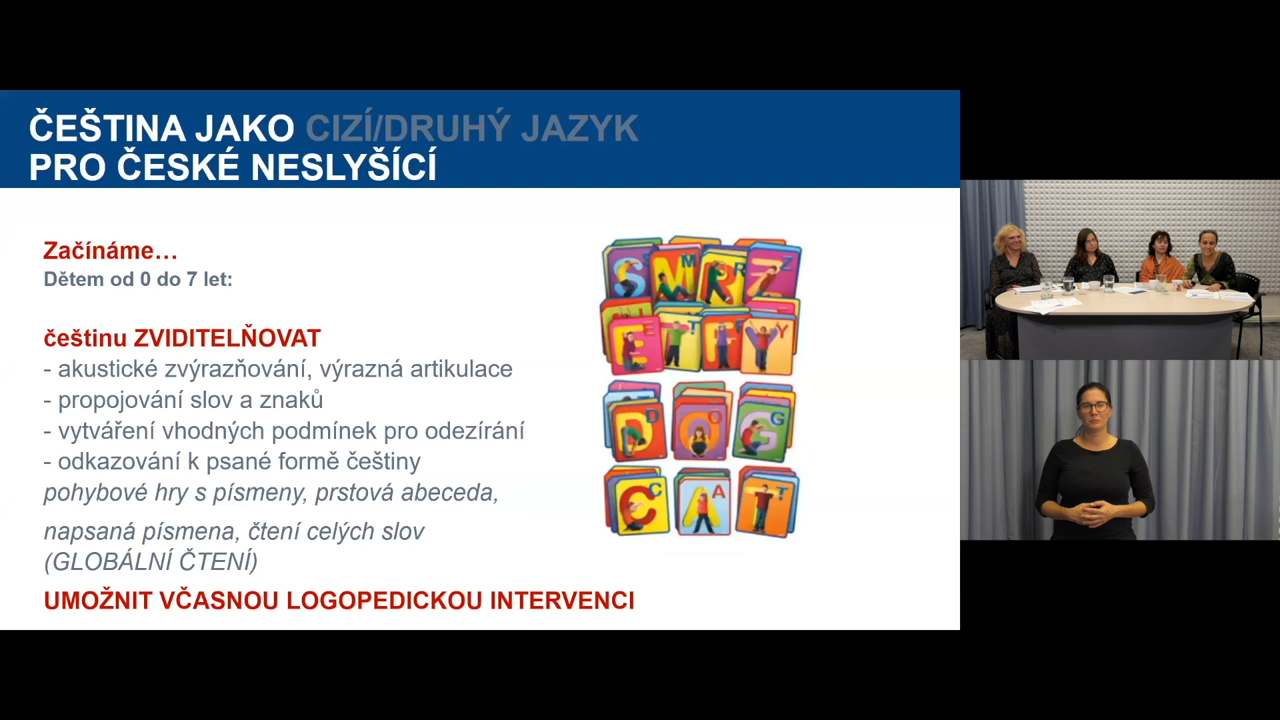 ČEŠTINA JAKO CIZÍ/DRUHÝ JAZYK
PRO ČESKÉ NESLYŠÍCÍ
Začínáme…
Dětem od 0 do 7 let:
češtinu ZVIDITELŇOVAT
- akustické zvýrazňování, výrazná artikulace
- propojování slov a znaků
- vytváření vhodných podmínek pro odezírání
- odkazování k psané formě češtiny
pohybové hry s písmeny, prstová abeceda,
napsaná písmena, čtení celých slov
(GLOBÁLNÍ ČTENÍ)
UMOŽNIT VČASNOU LOGOPEDICKOU INTERVENCI
S M R Z
E T F Y
D O G
C A T